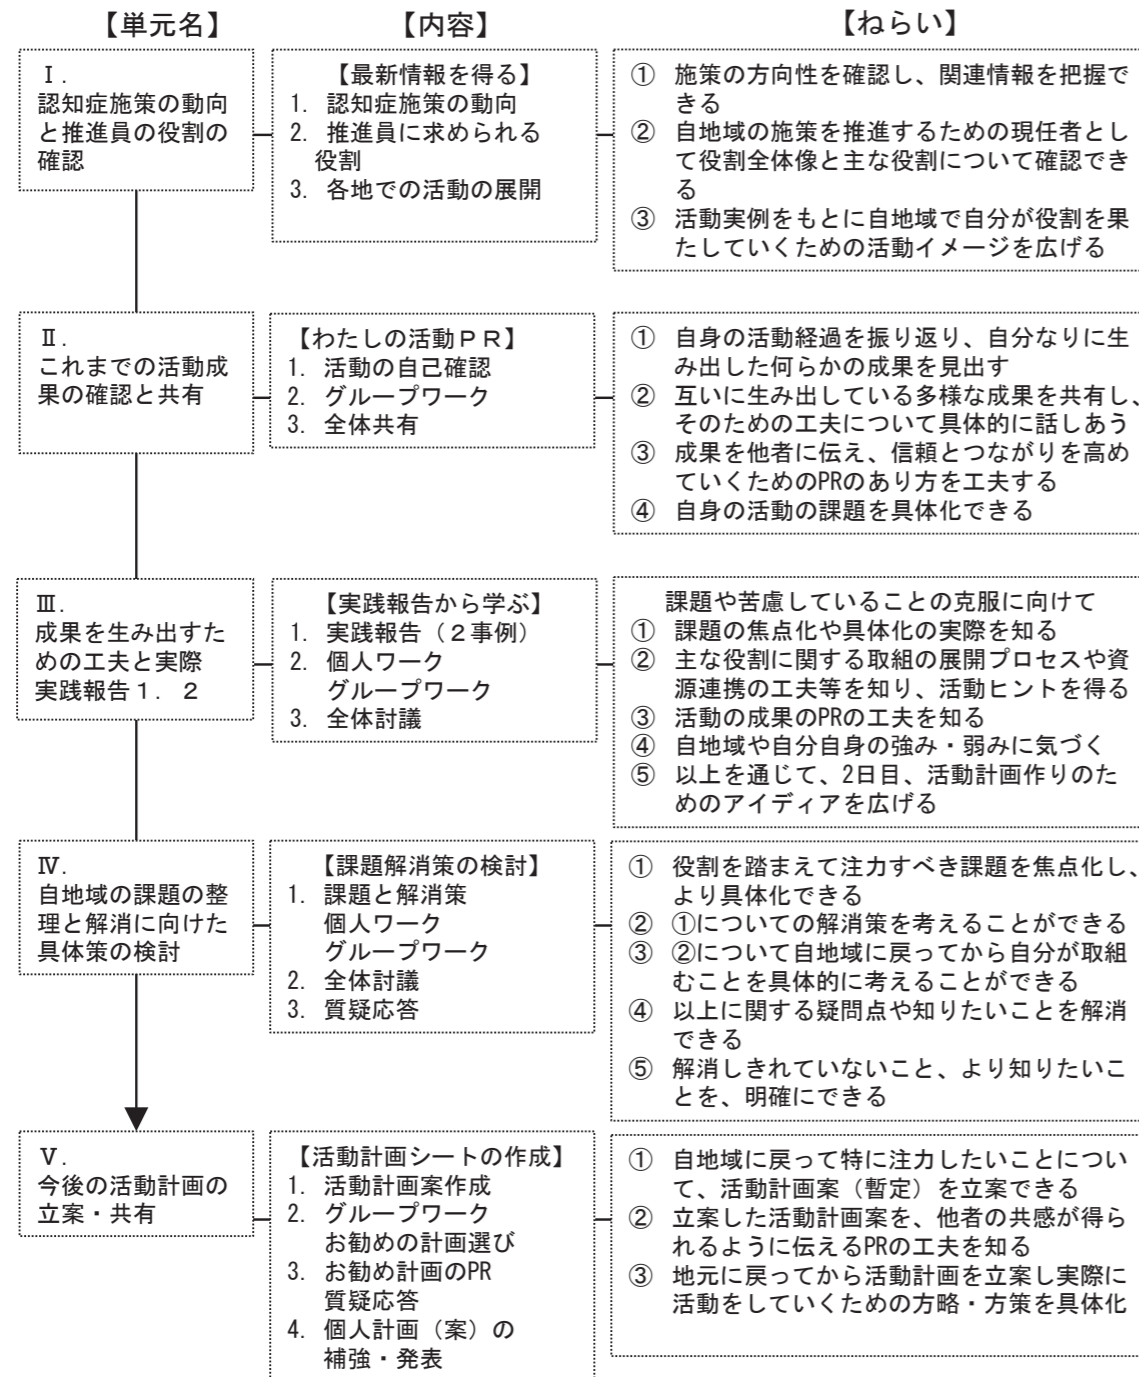 【単元名】
【内容】
【ねらい】
Ⅰ.
認知症施策の動向
と推進員の役割の
確認
【最新情報を得る】
1. 認知症施策の動向
2. 推進員に求められる
役割
3. 各地での活動の展開
① 施策の方向性を確認し、関連情報を把握で
きる
② 自地域の施策を推進するための現任者とし
て役割全体像と主な役割について確認でき
る
③ 活動実例をもとに自地域で自分が役割を果
たしていくための活動イメージを広げる
Ⅱ.
これまでの活動成
果の確認と共有
【わたしの活動ＰＲ】
1. 活動の自己確認
2. グループワーク
3. 全体共有
① 自身の活動経過を振り返り、自分なりに生
み出した何らかの成果を見出す
② 互いに生み出している多様な成果を共有し、
そのための工夫について具体的に話しあう
③ 成果を他者に伝え、信頼とつながりを高め
ていくためのPRのあり方を工夫する
④ 自身の活動の課題を具体化できる
Ⅲ.
成果を生み出すた
めの工夫と実際
実践報告１．２
【実践報告から学ぶ】
1. 実践報告（２事例）
2. 個人ワーク
グループワーク
3. 全体討議
課題や苦慮していることの克服に向けて
① 課題の焦点化や具体化の実際を知る
② 主な役割に関する取組の展開プロセスや資
源連携の工夫等を知り、活動ヒントを得る
③ 活動の成果のPRの工夫を知る
④ 自地域や自分自身の強み・弱みに気づく
⑤ 以上を通じて、2日目、活動計画作りのた
めのアイディアを広げる
Ⅳ.
自地域の課題の整
理と解消に向けた
具体策の検討
【課題解消策の検討】
1. 課題と解消策
個人ワーク
グループワーク
2. 全体討議
3. 質疑応答
① 役割を踏まえて注力すべき課題を焦点化し、
より具体化できる
② ①についての解消策を考えることができる
③ ②について自地域に戻ってから自分が取組
むことを具体的に考えることができる
④ 以上に関する疑問点や知りたいことを解消
できる
⑤ 解消しきれていないこと、より知りたいこ
とを、明確にできる
Ⅴ.
今後の活動計画の
立案・共有
【活動計画シートの作成】
1. 活動計画案作成
2. グループワーク
お勧めの計画選び
3. お勧め計画のPR
質疑応答
4. 個人計画（案）の
補強・発表
① 自地域に戻って特に注力したいことについ
て、活動計画案（暫定）を立案できる
② 立案した活動計画案を、他者の共感が得ら
れるように伝えるPRの工夫を知る
③ 地元に戻ってから活動計画を立案し実際に
活動をしていくための方略・方策を具体化